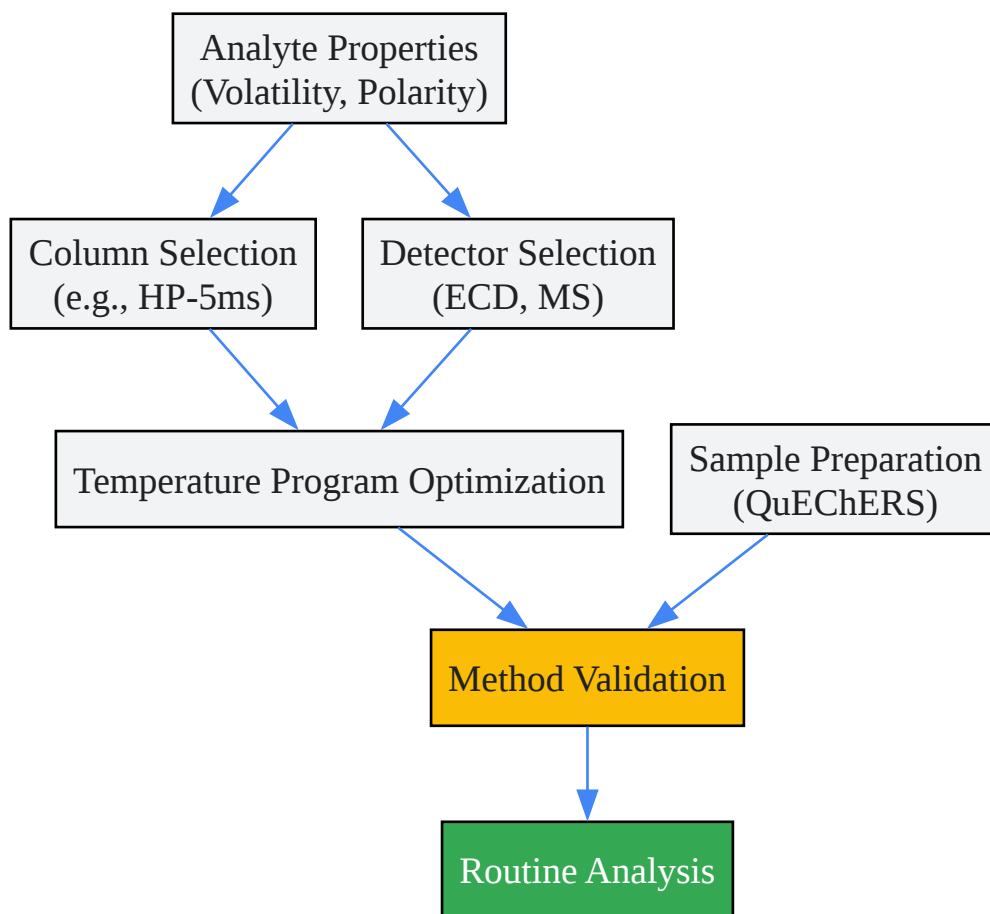 Analyte Properties
(Volatility, Polarity)
Column Selection
(e.g., HP-5ms)
Detector Selection
(ECD, MS)
Temperature Program Optimization
Sample Preparation
(QuEChERS)
Method Validation
Routine Analysis